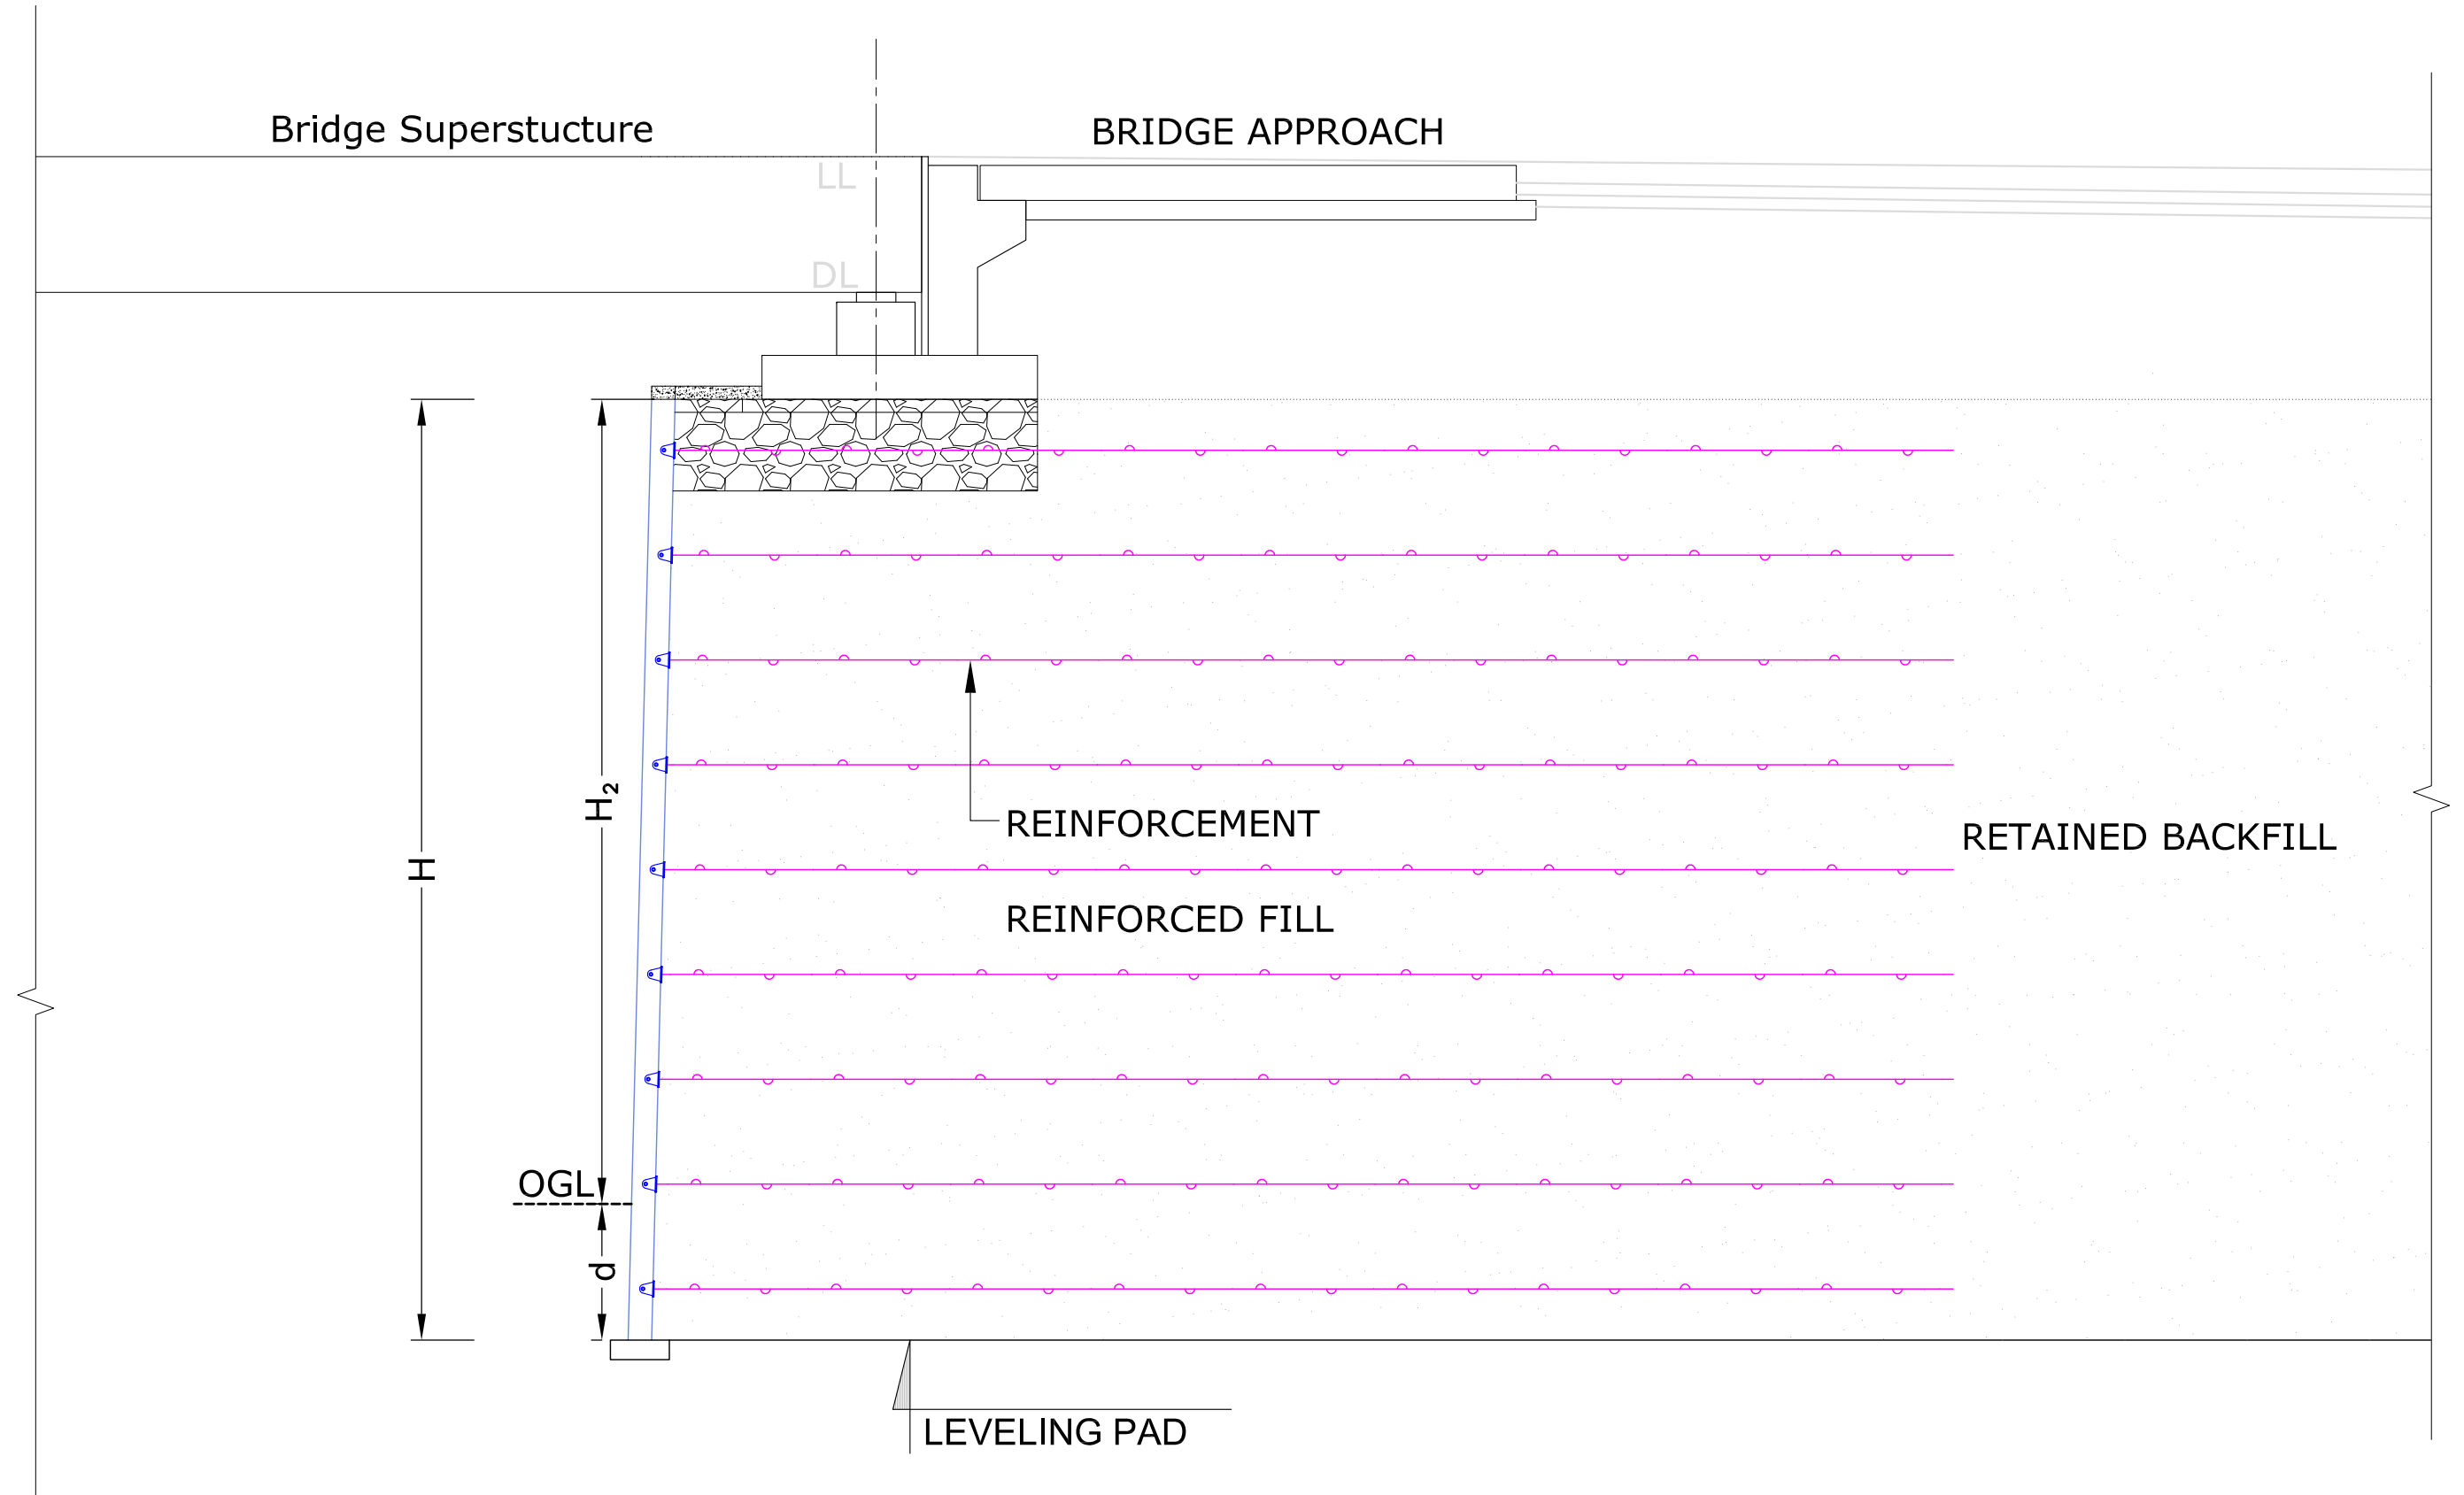 Bridge Superstucture
BRIDGE APPROACH
LL
DL
H₂
REINFORCEMENT
RETAINED BACKFILL
H
REINFORCED FILL
OGL
d
LEVELING PAD